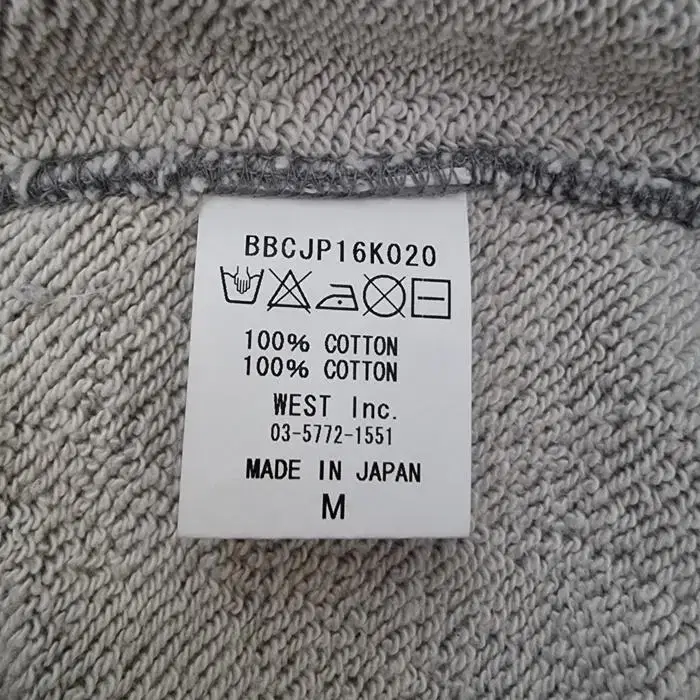 BBCJP16K020
100% COTTON
100% COTTON
WEST Inc.
03-5772-1551
MADE IN JAPAN
M